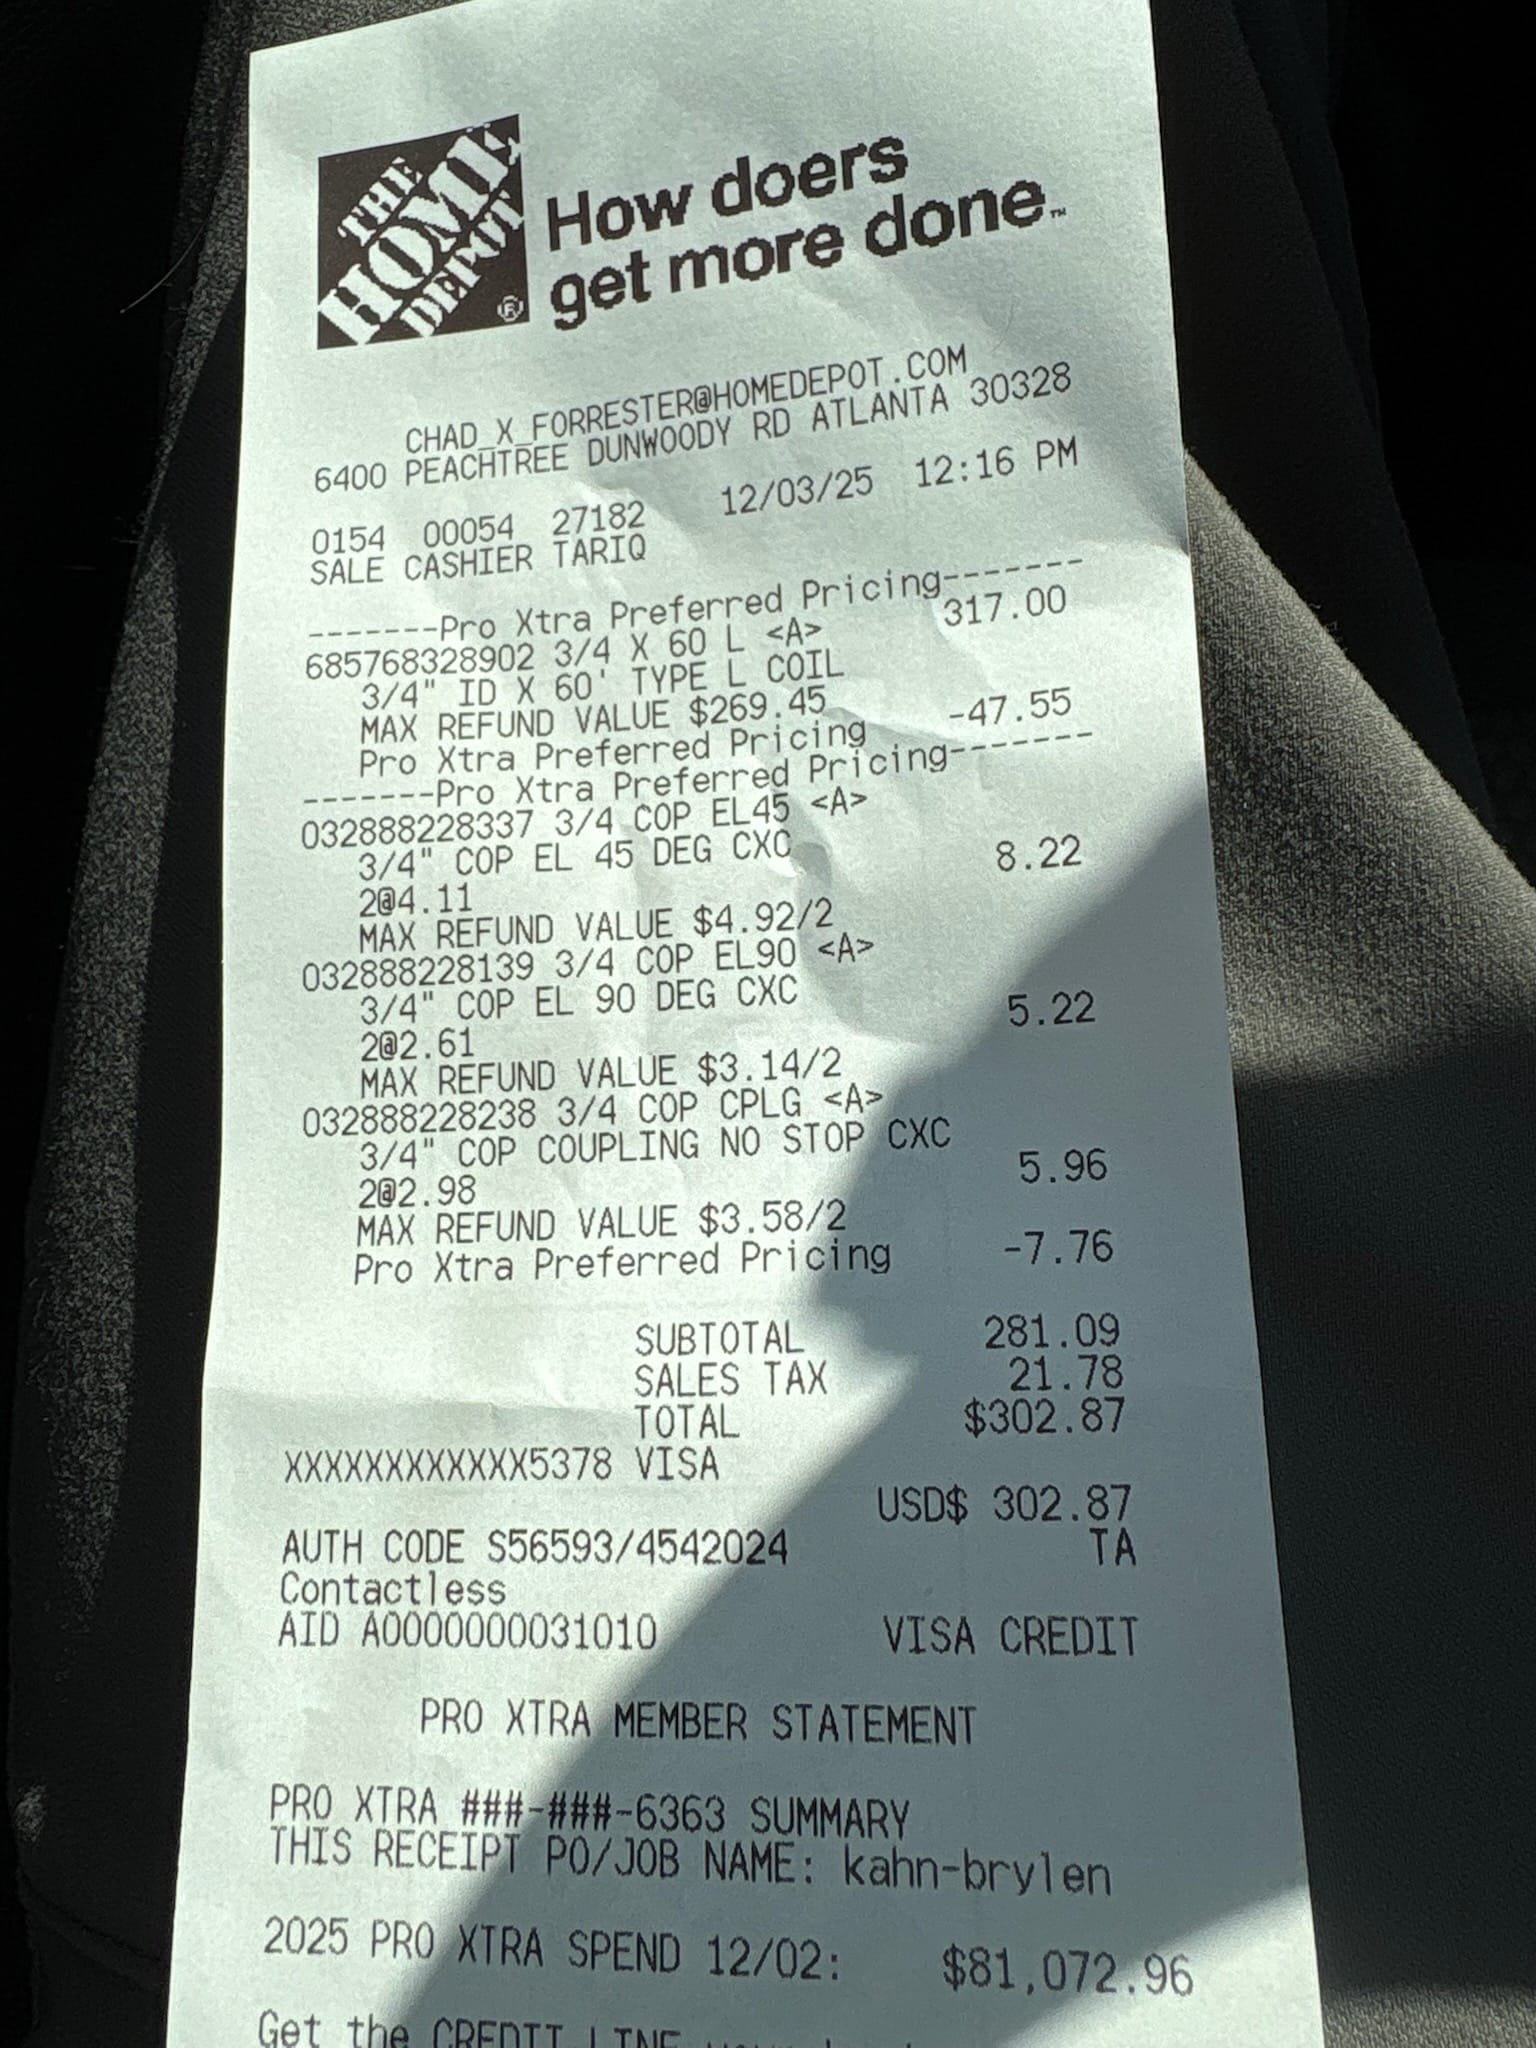 THE
HOME
DEPOT
®
How doers
get more done.™
CHAD_X_FORRESTER@HOMEDEPOT.COM
6400 PEACHTREE DUNWOODY RD ATLANTA 30328
0154 00054 27182 12/03/25 12:16 PM
SALE CASHIER TARIQ
-------Pro Xtra Preferred Pricing-------
685768328902 3/4 X 60 L <A> 317.00
3/4" ID X 60' TYPE L COIL
MAX REFUND VALUE $269.45
Pro Xtra Preferred Pricing -47.55
-------Pro Xtra Preferred Pricing-------
032888228337 3/4 COP EL45 <A>
3/4" COP EL 45 DEG CXC
2@4.11 8.22
MAX REFUND VALUE $4.92/2
032888228139 3/4 COP EL90 <A>
3/4" COP EL 90 DEG CXC
2@2.61 5.22
MAX REFUND VALUE $3.14/2
032888228238 3/4 COP CPLG <A>
3/4" COP COUPLING NO STOP CXC
2@2.98 5.96
MAX REFUND VALUE $3.58/2
Pro Xtra Preferred Pricing -7.76
SUBTOTAL 281.09
SALES TAX 21.78
TOTAL $302.87
XXXXXXXXXXXX5378 VISA
USD$ 302.87
AUTH CODE S56593/4542024 TA
Contactless
AID A0000000031010 VISA CREDIT
PRO XTRA MEMBER STATEMENT
PRO XTRA ###-###-6363 SUMMARY
THIS RECEIPT PO/JOB NAME: kahn-brylen
2025 PRO XTRA SPEND 12/02: $81,072.96
Get the CREDIT LINE